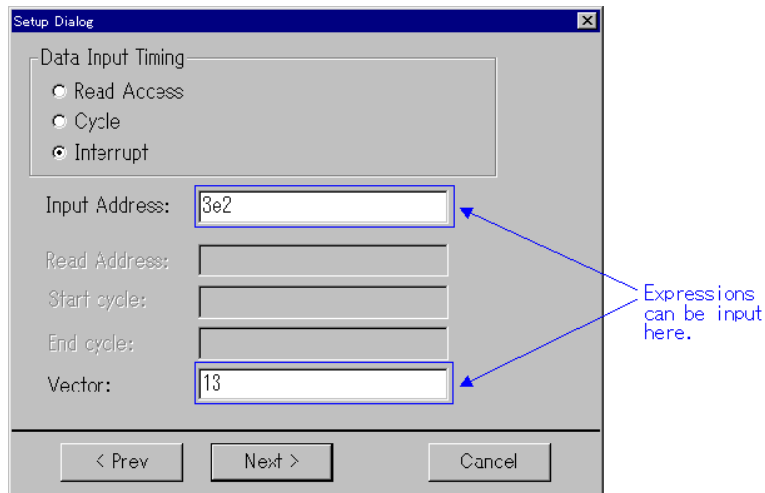 Setup Dialog
Data Input Timing
Read Access
Cycle
Interrupt
Input Address: 3e2
Read Address:
Start cycle:
End cycle:
Vector: 13
Expressions
can be input
here.
< Prev Next > Cancel